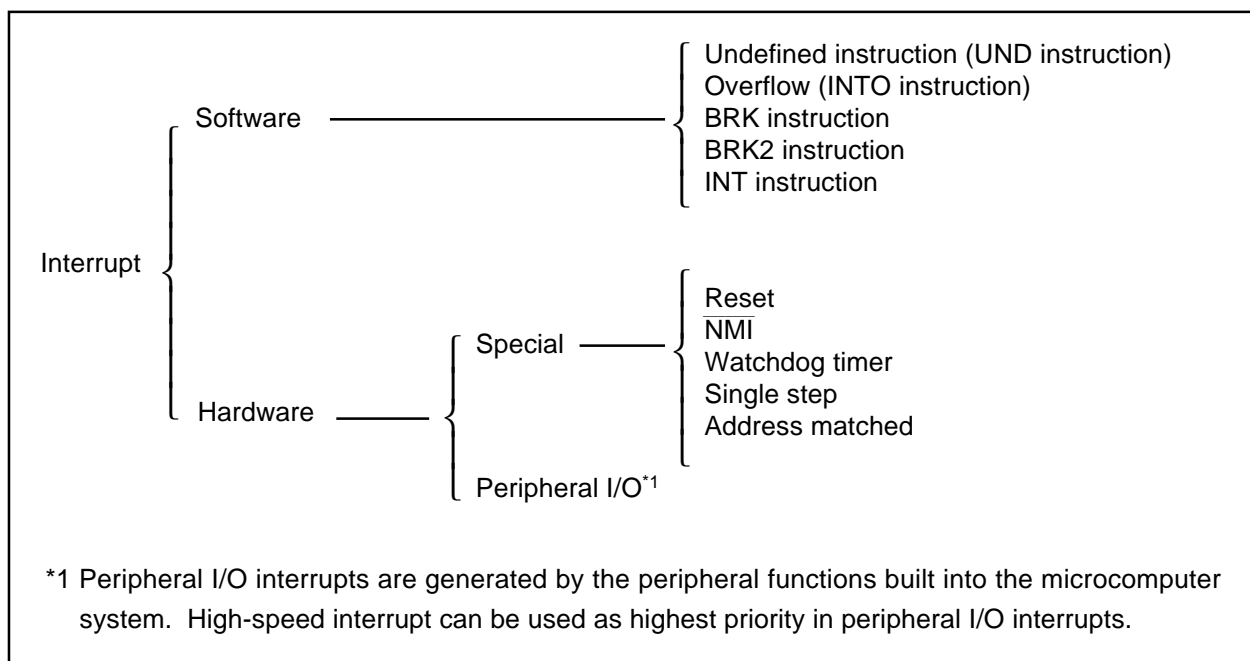 Undefined instruction (UND instruction)
Overflow (INTO instruction)
Software
BRK instruction
BRK2 instruction
INT instruction
Interrupt
Reset
NMI
Special
Watchdog timer
Single step
Hardware
Address matched
Peripheral I/O*1
*1 Peripheral I/O interrupts are generated by the peripheral functions built into the microcomputer
system. High-speed interrupt can be used as highest priority in peripheral I/O interrupts.